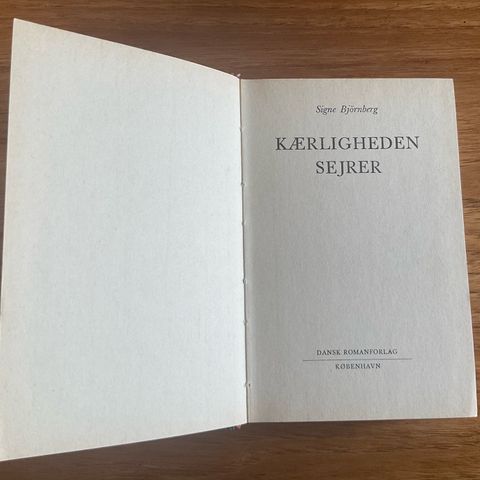 Signe Björnberg
KÆRLIGHEDEN
SEJRER
DANSK ROMANFORLAG
KØBENHAVN